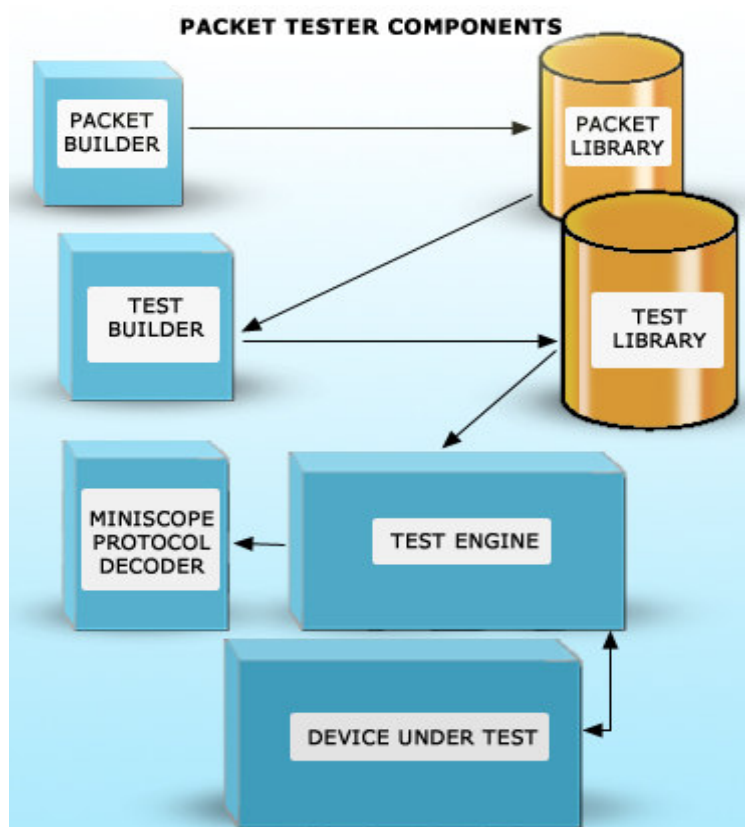 PACKET TESTER COMPONENTS
PACKET
BUILDER
PACKET
LIBRARY
TEST
BUILDER
TEST
LIBRARY
MINISCOPE
PROTOCOL
DECODER
TEST ENGINE
DEVICE UNDER TEST